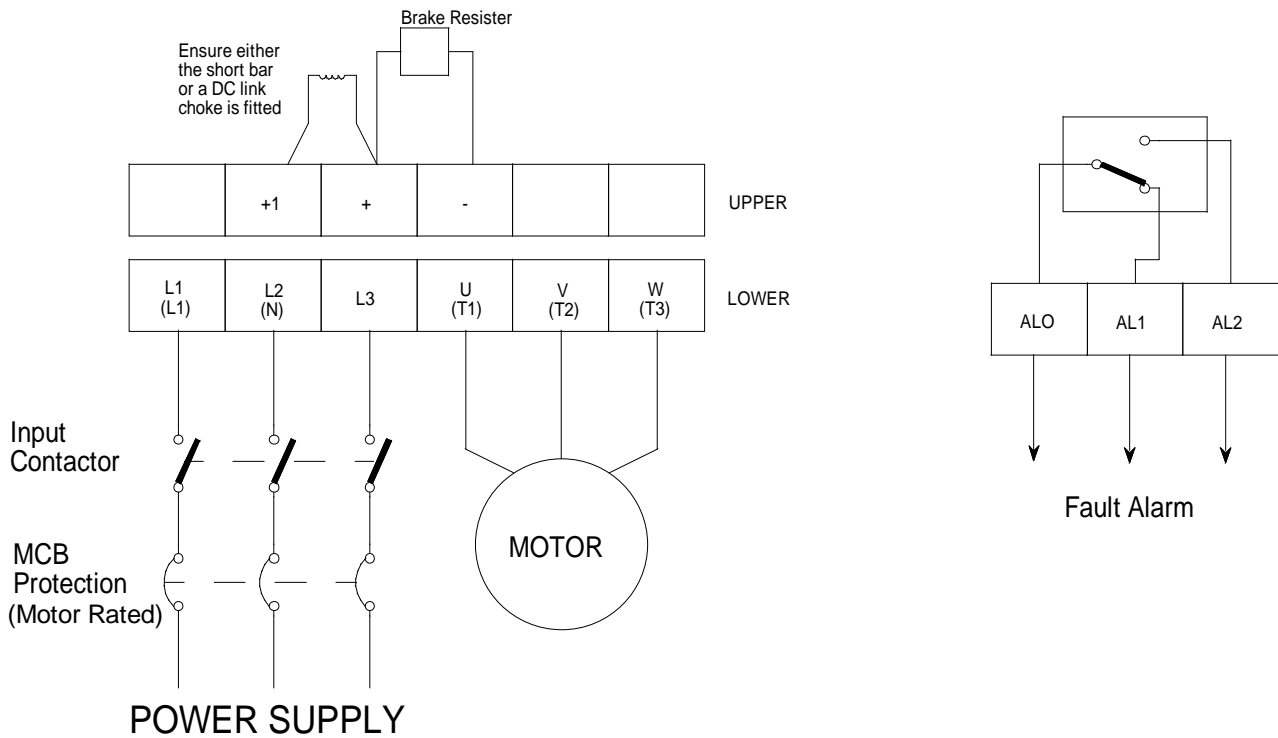 Brake Resister
Ensure either
the short bar
or a DC link
choke is fitted
+1 + - UPPER
L1 L2 L3 U V W LOWER
(L1) (N) (T1) (T2) (T3)
Input
Contactor
MCB
Protection
(Motor Rated)
MOTOR
POWER SUPPLY
ALO AL1 AL2
Fault Alarm